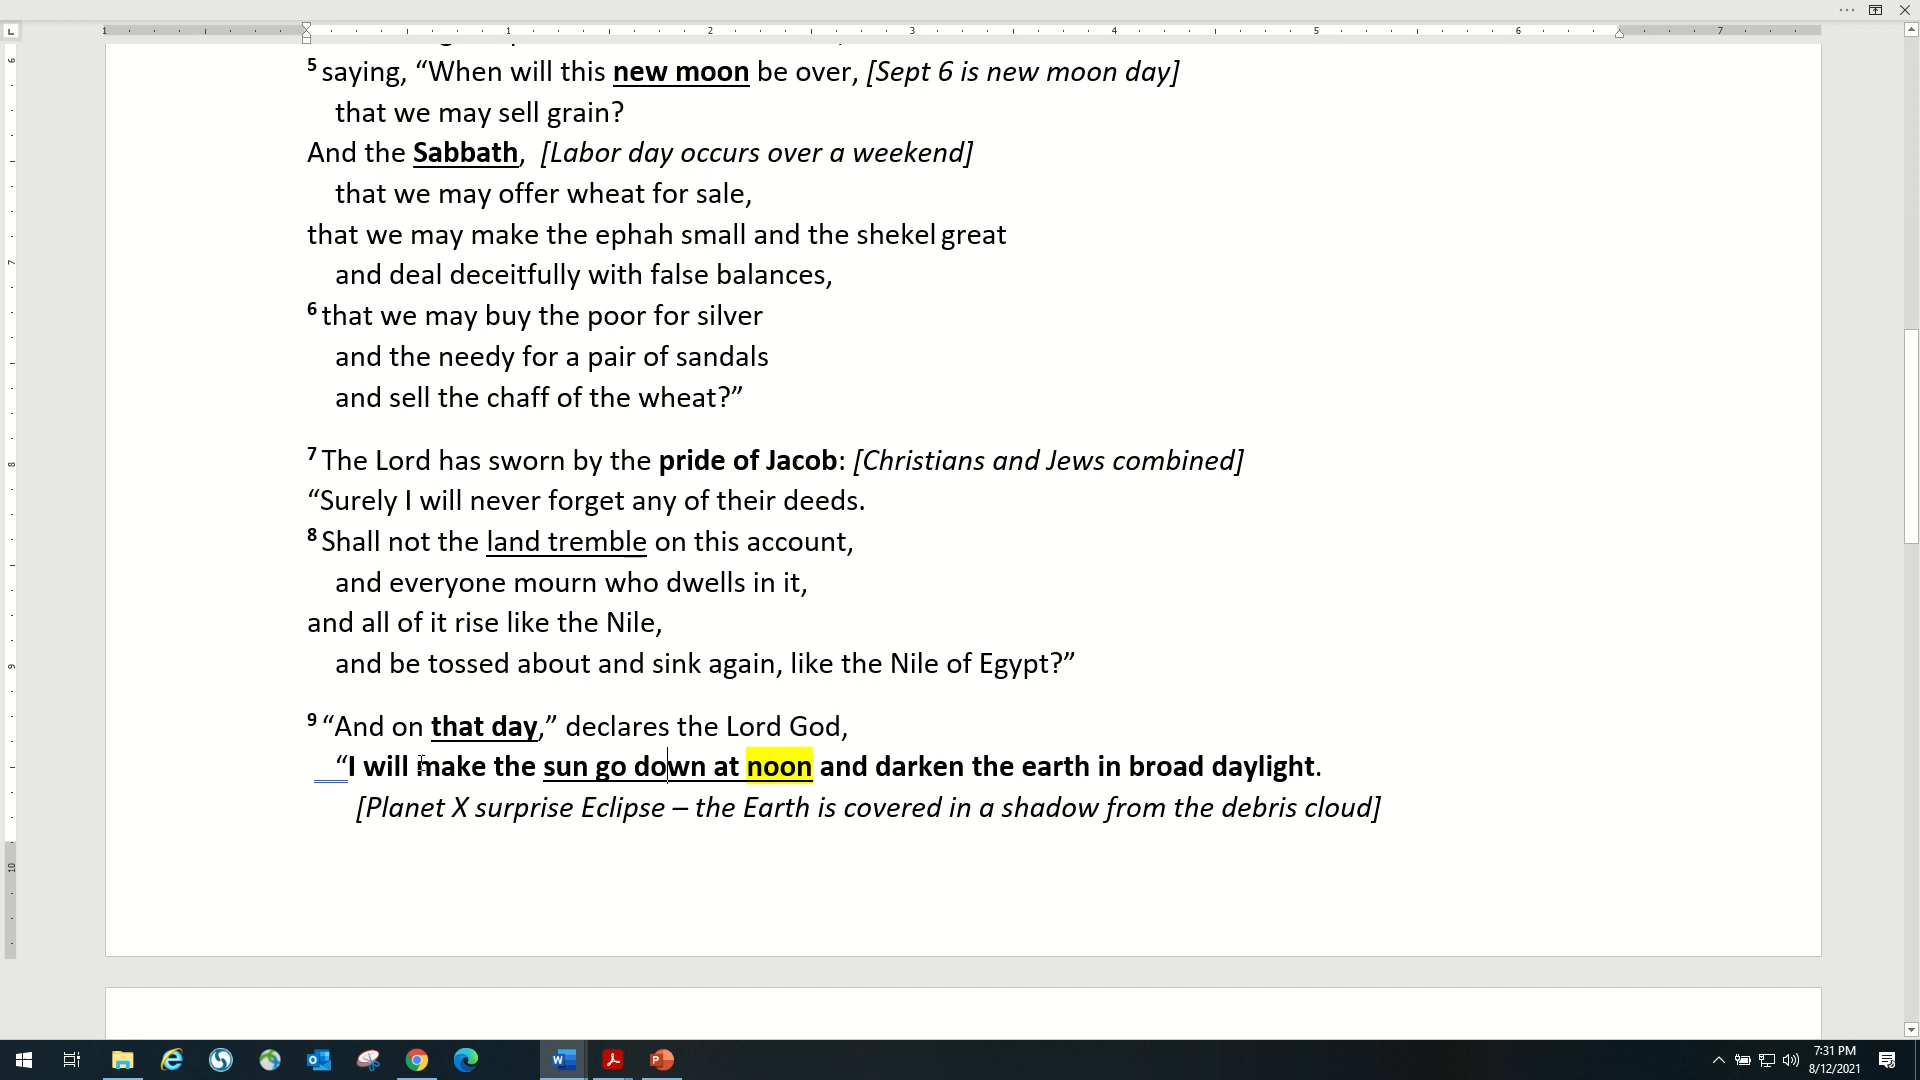 1 1 2 3 4 5 6 7
5 saying, “When will this new moon be over, [Sept 6 is new moon day]
that we may sell grain?
And the Sabbath, [Labor day occurs over a weekend]
that we may offer wheat for sale,
that we may make the ephah small and the shekel great
and deal deceitfully with false balances,
6 that we may buy the poor for silver
and the needy for a pair of sandals
and sell the chaff of the wheat?”
7 The Lord has sworn by the pride of Jacob: [Christians and Jews combined]
“Surely I will never forget any of their deeds.
8 Shall not the land tremble on this account,
and everyone mourn who dwells in it,
and all of it rise like the Nile,
and be tossed about and sink again, like the Nile of Egypt?”
9 “And on that day,” declares the Lord God,
“I will make the sun go down at noon and darken the earth in broad daylight.
[Planet X surprise Eclipse – the Earth is covered in a shadow from the debris cloud]
7:31 PM
8/12/2021